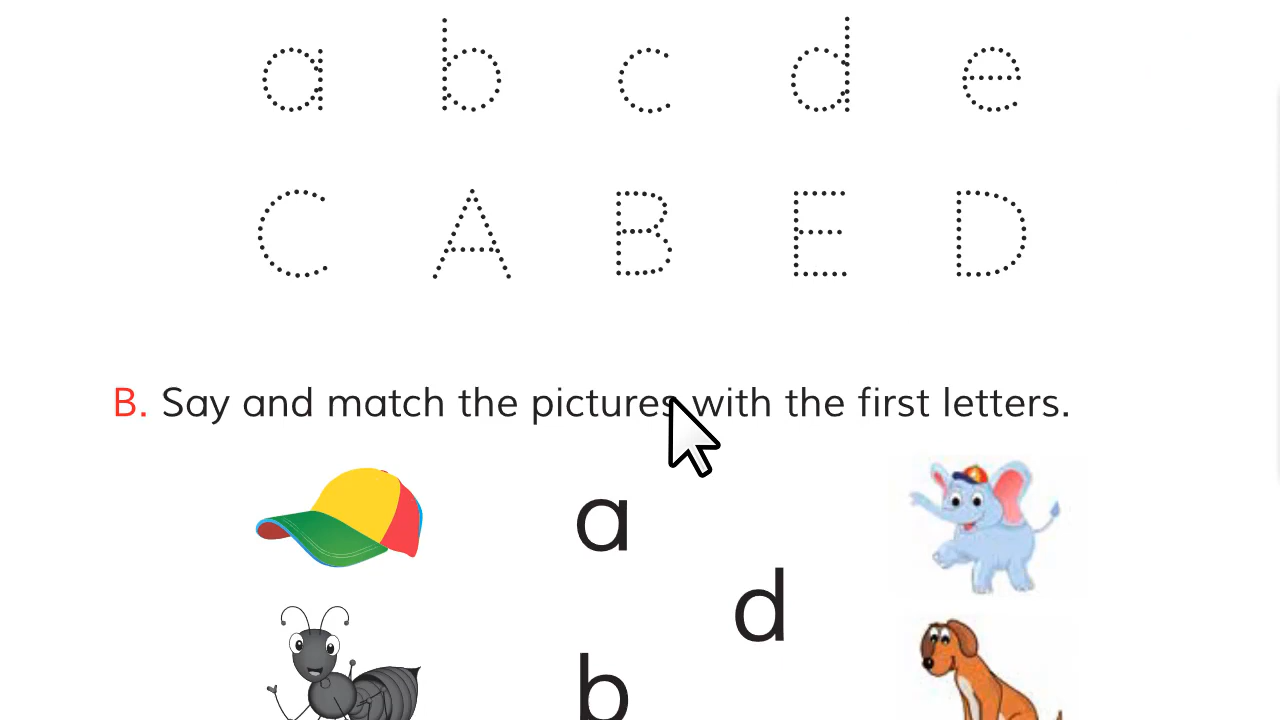 a b c d e
C A B E D
B. Say and match the pictures with the first letters.
a
d
b